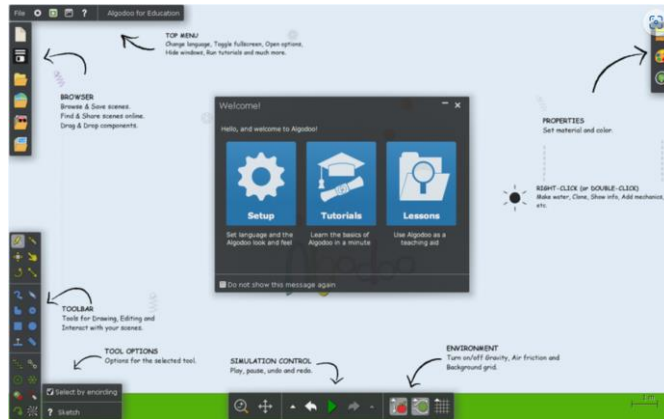 File ? Algodoo for Education
TOP MENU
Change language, Toggle fullscreen, Open options,
Hide windows, Run tutorials and much more.
BROWSER
Browse & Save scenes.
Find & Share scenes online.
Drag & Drop components.
Welcome!
Hello, and welcome to Algodoo!
Setup
Set language and the
Algodoo look and feel
Tutorials
Learn the basics of
Algodoo in a minute
Lessons
Use Algodoo as a
teaching aid
Algodoo
Do not show this message again
PROPERTIES
Set material and color.
RIGHT-CLICK (or DOUBLE-CLICK)
Make water, Clone, Show info, Add mechanics,
etc
TOOLBAR
Tools for Drawing, Editing and
Interact with your scenes.
TOOL OPTIONS
Options for the selected tool.
SIMULATION CONTROL
Play, pause, undo and redo.
ENVIRONMENT
Turn on/off Gravity, Air friction and
Background grid.
Select by encircling
? Sketch
1 m